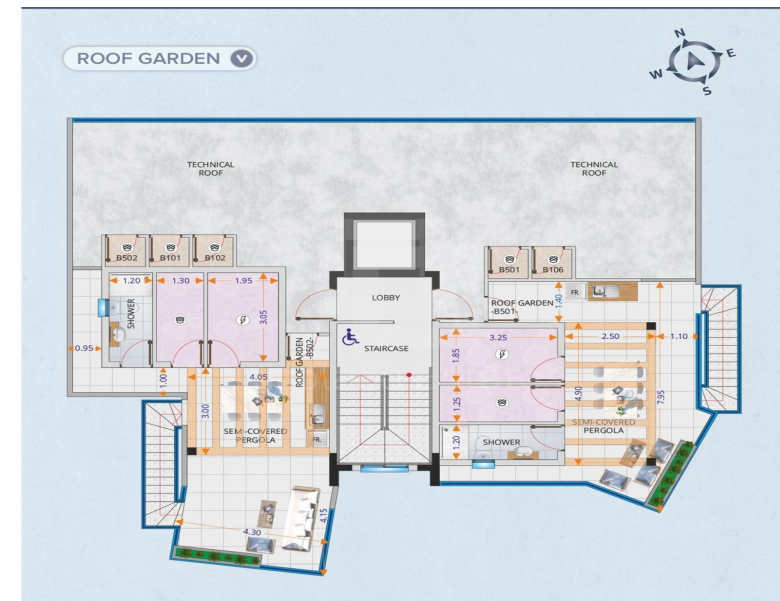 ROOF GARDEN V
N
E
W
S
TECHNICAL
ROOF
TECHNICAL
ROOF
B502
B101
B102
B501
B106
1.20
1.30
1.95
SHOWER
3.05
0.95
1.00
LOBBY
STAIRCASE
ROOF GARDEN
-B501-
1.40
FR.
ROOF GARDEN
-B502-
4.05
3.00
SEMI-COVERED
PERGOLA
FR.
3.25
1.85
1.25
1.20
SHOWER
2.50
1.10
4.90
7.95
SEMI-COVERED
PERGOLA
4.30
4.15